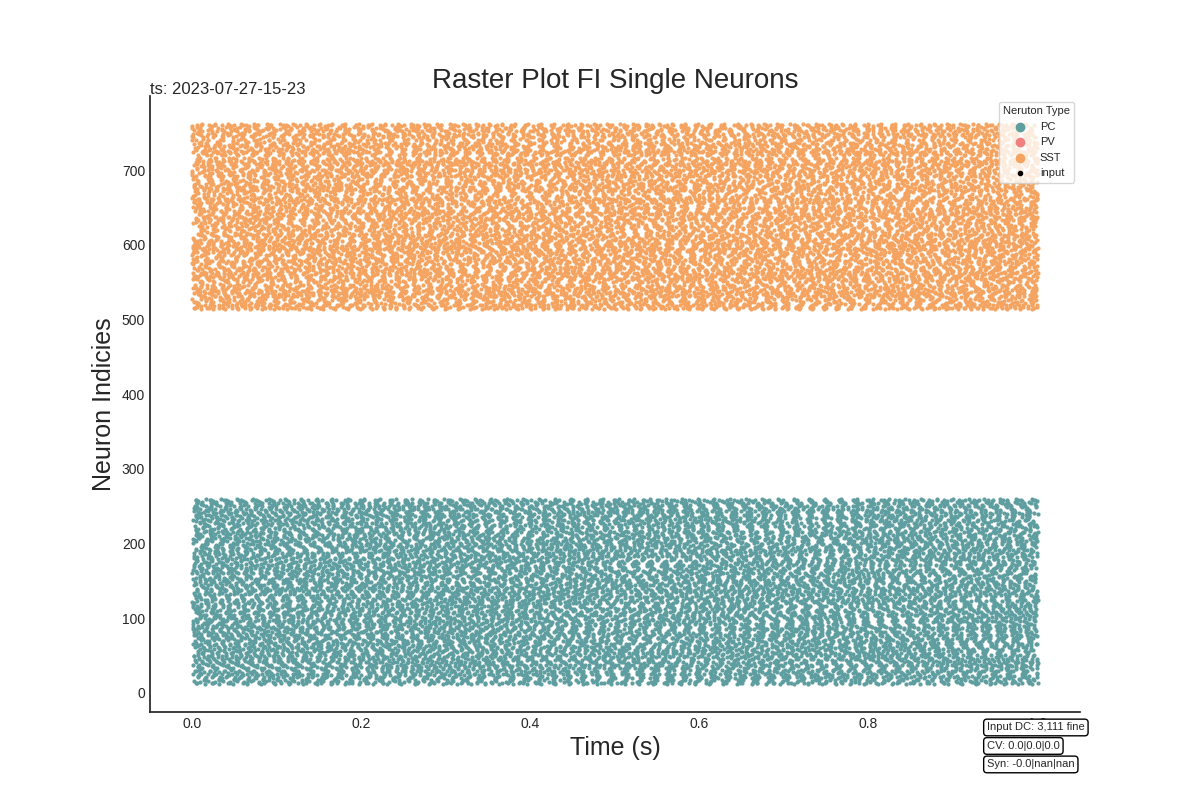 Raster Plot FI Single Neurons
ts: 2023-07-27-15-23
Neruton Type
PC
PV
SST
input
700
600
500
400
300
200
100
0
Neuron Indicies
0.0
0.2
0.4
0.6
0.8
Time (s)
Input DC: 3,111 fine
CV: 0.0|0.0|0.0
Syn: -0.0|nan|nan